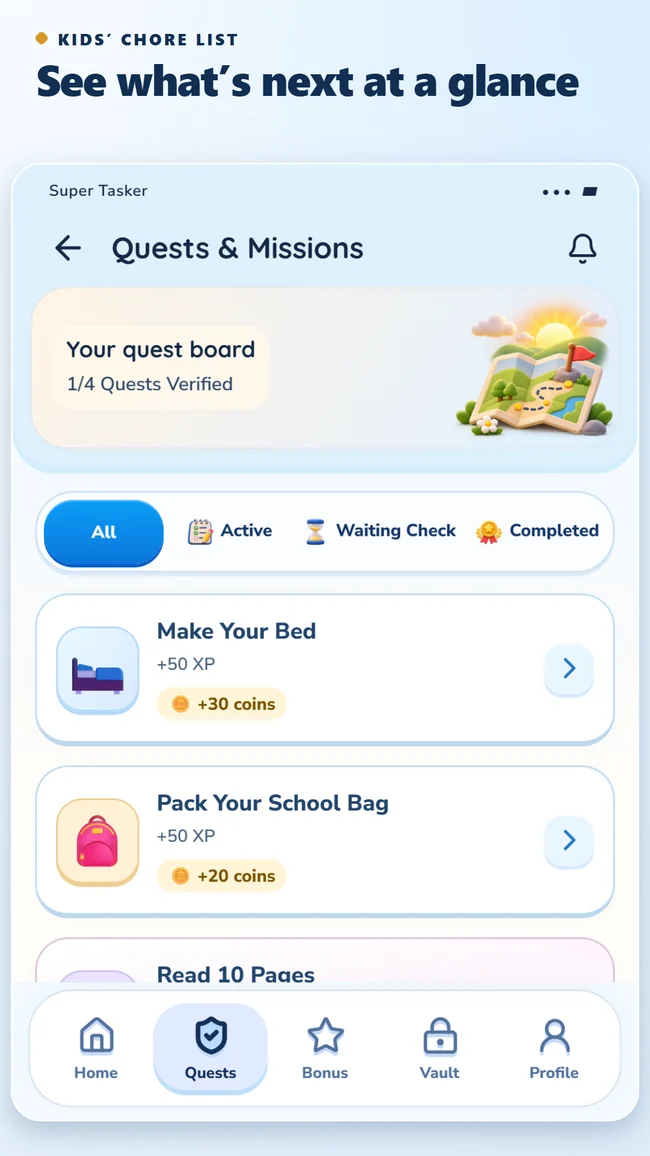 KIDS’ CHORE LIST
See what’s next at a glance
Super Tasker
Quests & Missions
Your quest board
1/4 Quests Verified
All
Active
Waiting Check
Completed
Make Your Bed
+50 XP
+30 coins
Pack Your School Bag
+50 XP
+20 coins
Read 10 Pages
Home
Quests
Bonus
Vault
Profile